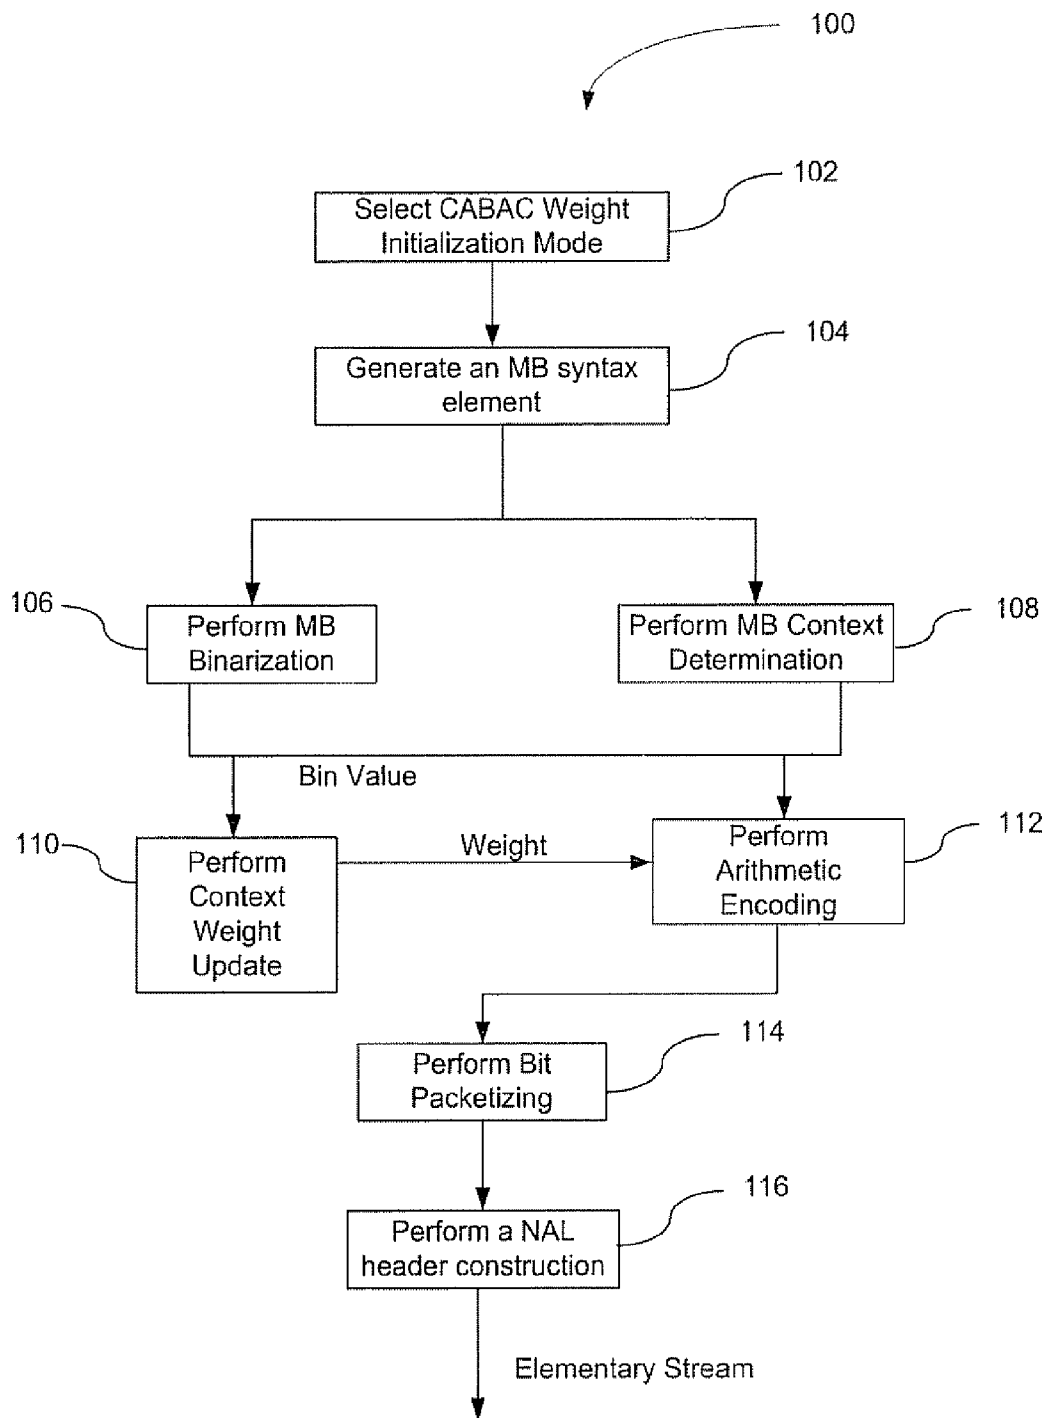 100
102
Select CABAC Weight
Initialization Mode
104
Generate an MB syntax
element
106
Perform MB
Binarization
108
Perform MB Context
Determination
Bin Value
110
Perform
Context
Weight
Update
Weight
112
Perform
Arithmetic
Encoding
114
Perform Bit
Packetizing
116
Perform a NAL
header construction
Elementary Stream